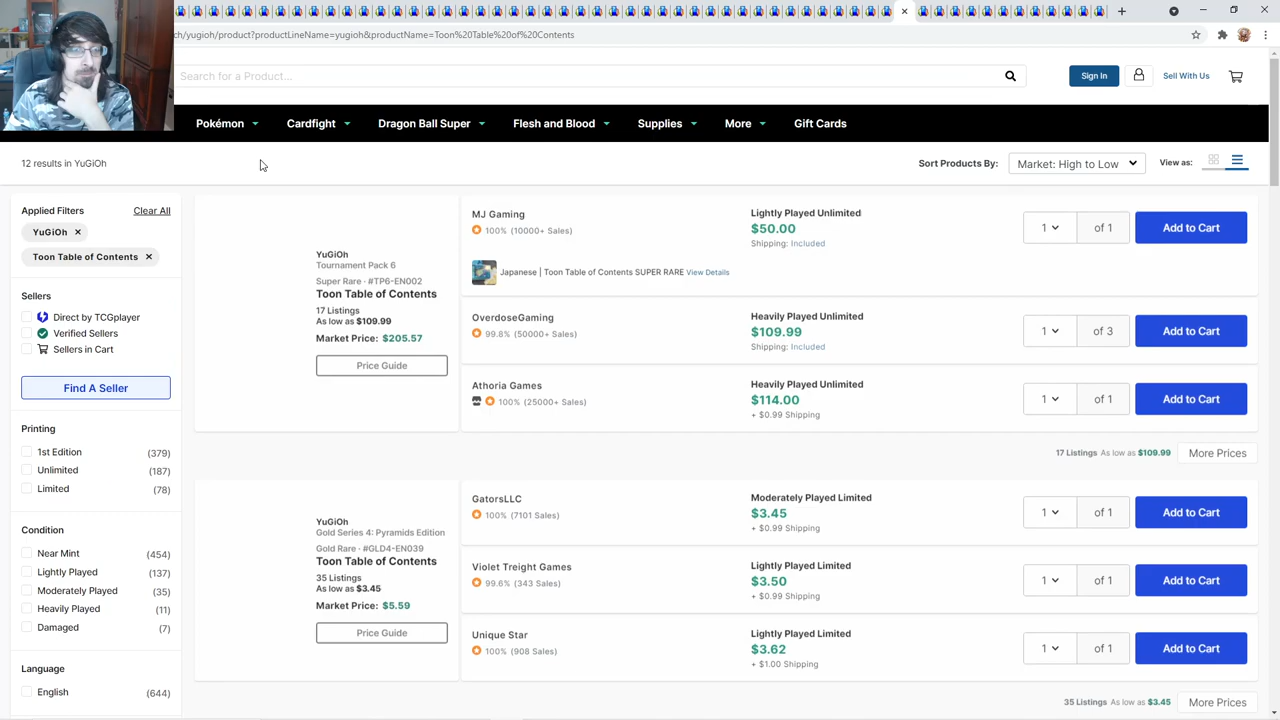 ch/yugioh/product?productLineName=yugioh&productName=Toon%20Table%20of%20Contents
Search for a Product...
Sign In
Sell With Us
Pokémon
Cardfight
Dragon Ball Super
Flesh and Blood
Supplies
More
Gift Cards
12 results in YuGiOh
Sort Products By:
Market: High to Low
View as:
Applied Filters
Clear All
YuGiOh ×
Toon Table of Contents ×
Sellers
Direct by TCGplayer
Verified Sellers
Sellers in Cart
Find A Seller
Printing
1st Edition (379)
Unlimited (187)
Limited (78)
Condition
Near Mint (454)
Lightly Played (137)
Moderately Played (35)
Heavily Played (11)
Damaged (7)
Language
English (644)
YuGiOh
Tournament Pack 6
Super Rare · #TP6-EN002
Toon Table of Contents
17 Listings
As low as $109.99
Market Price: $205.57
Price Guide
MJ Gaming
100% (10000+ Sales)
Lightly Played Unlimited
$50.00
Shipping: Included
1
of 1
Add to Cart
Japanese | Toon Table of Contents SUPER RARE View Details
OverdoseGaming
99.8% (50000+ Sales)
Heavily Played Unlimited
$109.99
Shipping: Included
1
of 3
Add to Cart
Athoria Games
100% (25000+ Sales)
Heavily Played Unlimited
$114.00
+ $0.99 Shipping
1
of 1
Add to Cart
17 Listings As low as $109.99
More Prices
YuGiOh
Gold Series 4: Pyramids Edition
Gold Rare · #GLD4-EN039
Toon Table of Contents
35 Listings
As low as $3.45
Market Price: $5.59
Price Guide
GatorsLLC
100% (7101 Sales)
Moderately Played Limited
$3.45
+ $0.99 Shipping
1
of 1
Add to Cart
Violet Treight Games
99.6% (343 Sales)
Lightly Played Limited
$3.50
+ $0.99 Shipping
1
of 1
Add to Cart
Unique Star
100% (908 Sales)
Lightly Played Limited
$3.62
+ $1.00 Shipping
1
of 1
Add to Cart
35 Listings As low as $3.45
More Prices